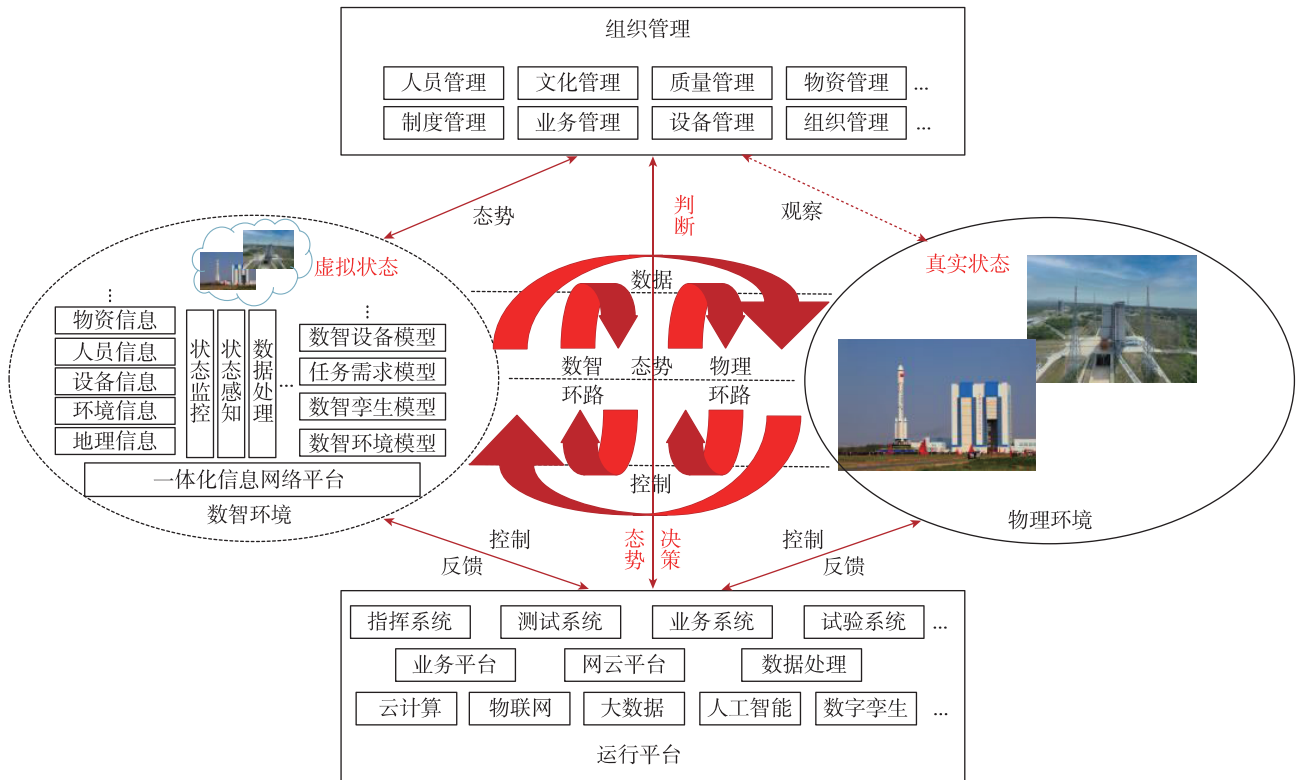 组织管理
人员管理 文化管理 质量管理 物资管理 ...
制度管理 业务管理 设备管理 组织管理 ...
态势
判断
观察
虚拟状态
⋮
物资信息
人员信息
设备信息
环境信息
地理信息
状态监控
状态感知
数据处理
...
⋮
数智设备模型
任务需求模型
数智孪生模型
数智环境模型
一体化信息网络平台
数智环境
数据
数智 态势 物理
环路 环路
控制
真实状态
物理环境
控制
反馈
态势
决策
控制
反馈
指挥系统 测试系统 业务系统 试验系统 ...
业务平台 网云平台 数据处理
云计算 物联网 大数据 人工智能 数字孪生 ...
运行平台